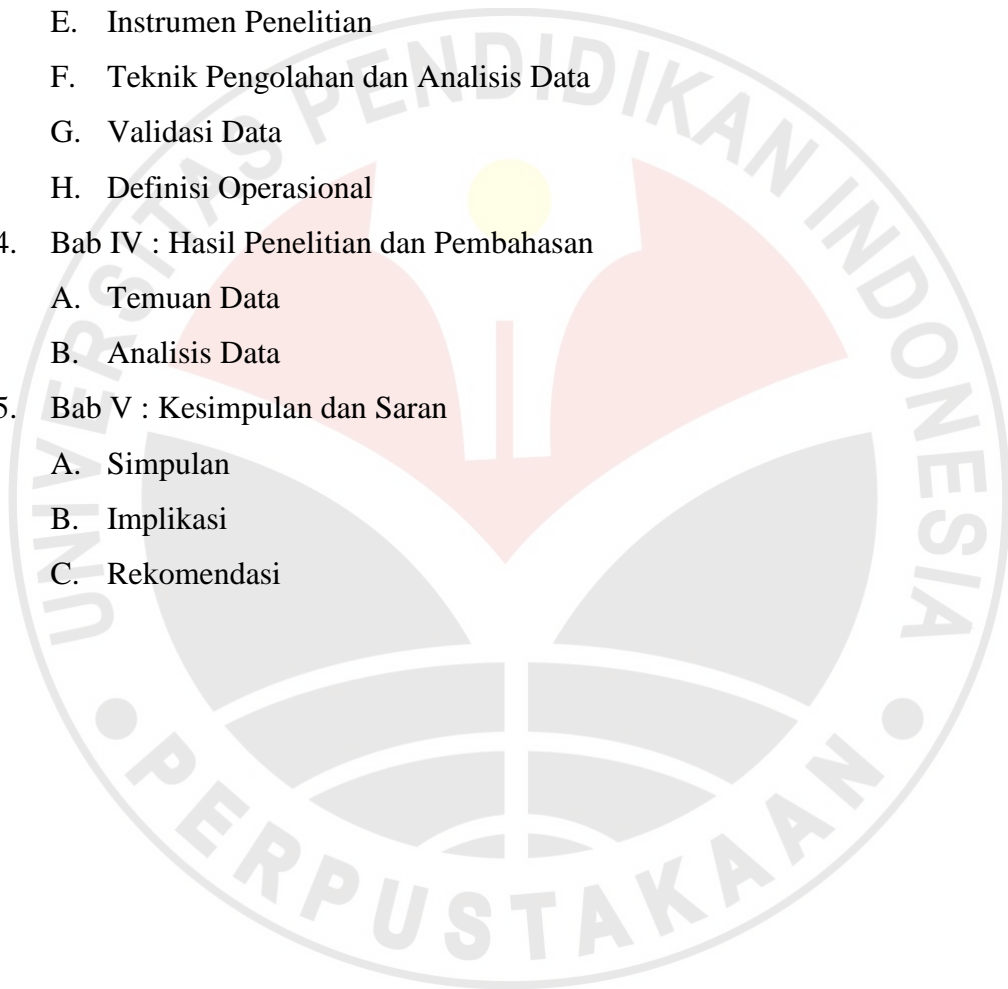 E. Instrumen Penelitian
F. Teknik Pengolahan dan Analisis Data
G. Validasi Data
H. Definisi Operasional
4. Bab IV : Hasil Penelitian dan Pembahasan
A. Temuan Data
B. Analisis Data
5. Bab V : Kesimpulan dan Saran
A. Simpulan
B. Implikasi
C. Rekomendasi
UNIVERSITAS PENDIDIKAN INDONESIA
PERPUSTAKAAN